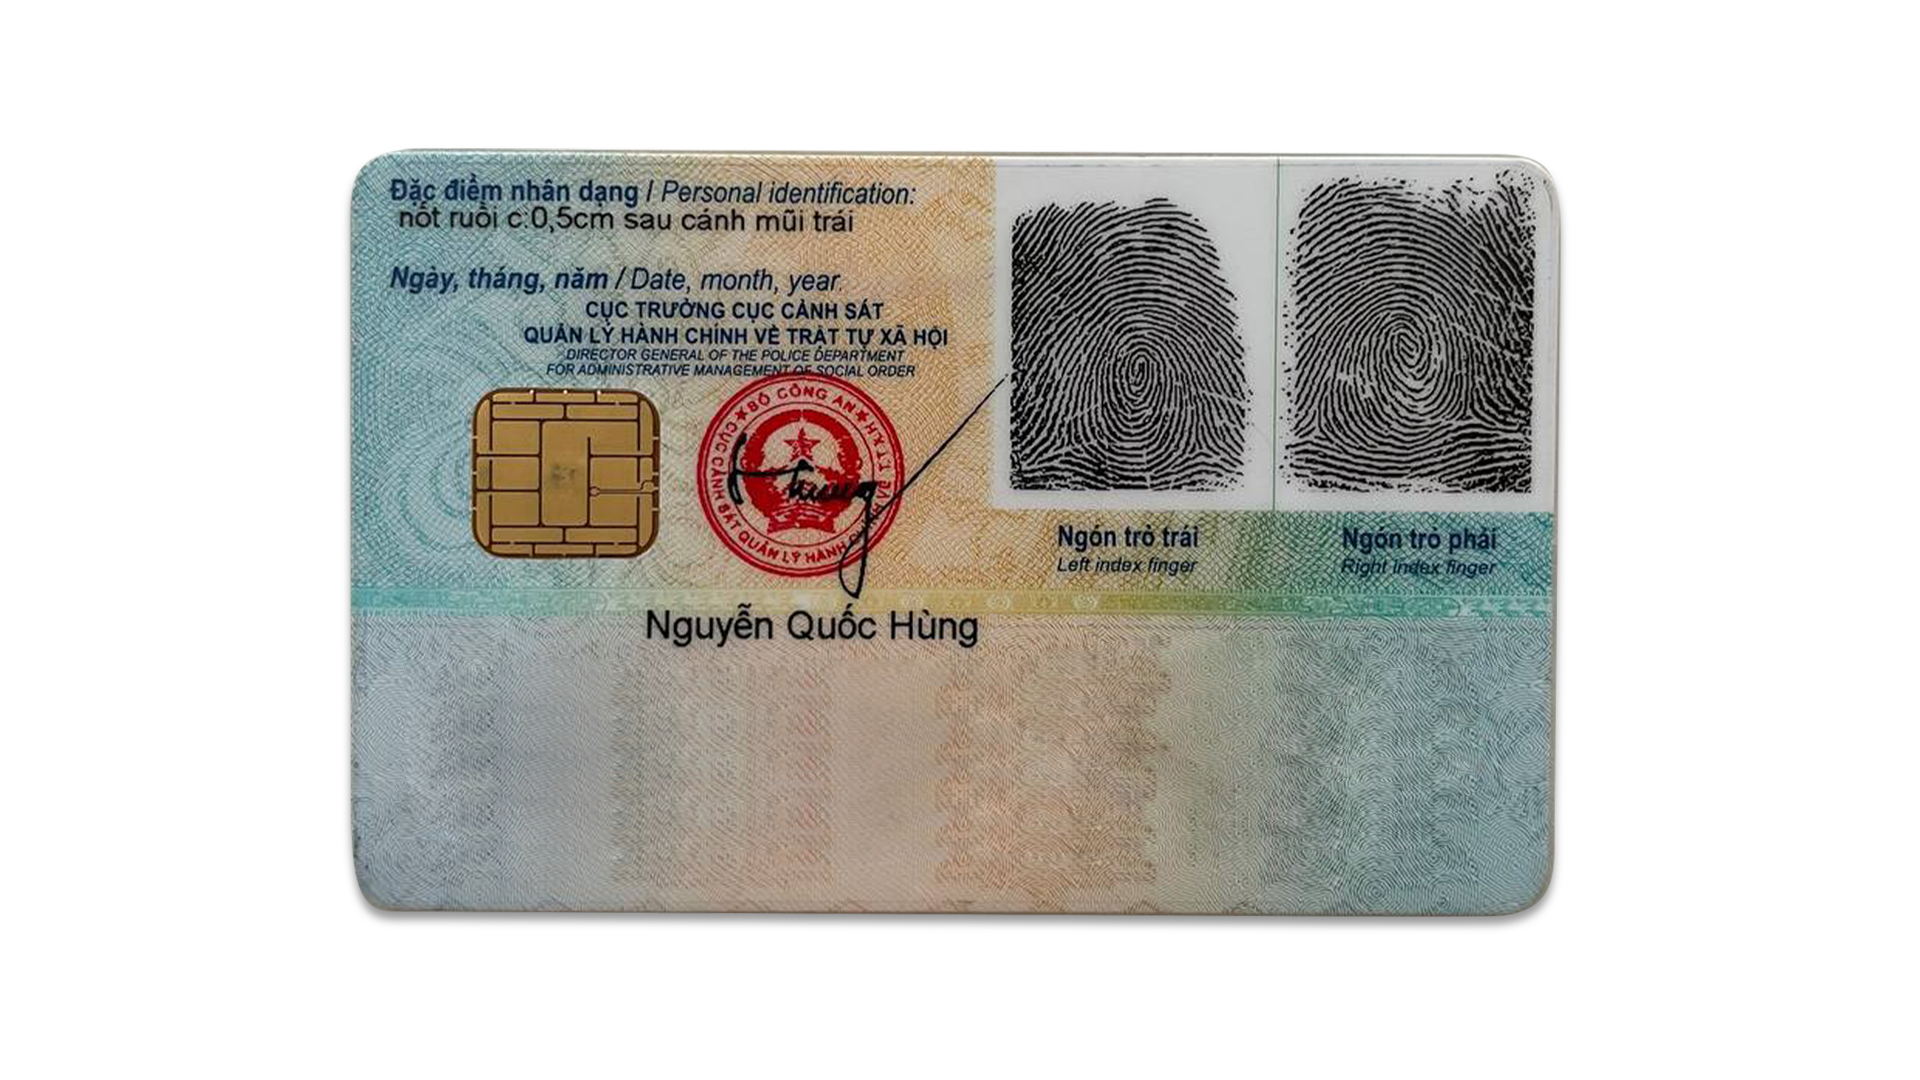 Đặc điểm nhân dạng / Personal identification:
nốt ruồi c:0,5cm sau cánh mũi trái
Ngày, tháng, năm / Date, month, year:
CỤC TRƯỞNG CỤC CẢNH SÁT
QUẢN LÝ HÀNH CHÍNH VỀ TRẬT TỰ XÃ HỘI
DIRECTOR GENERAL OF THE POLICE DEPARTMENT
FOR ADMINISTRATIVE MANAGEMENT OF SOCIAL ORDER
BỘ CÔNG AN
CỤC CẢNH SÁT QUẢN LÝ HÀNH CHÍNH
Nguyễn Quốc Hùng
Ngón trỏ trái
Left index finger
Ngón trỏ phải
Right index finger